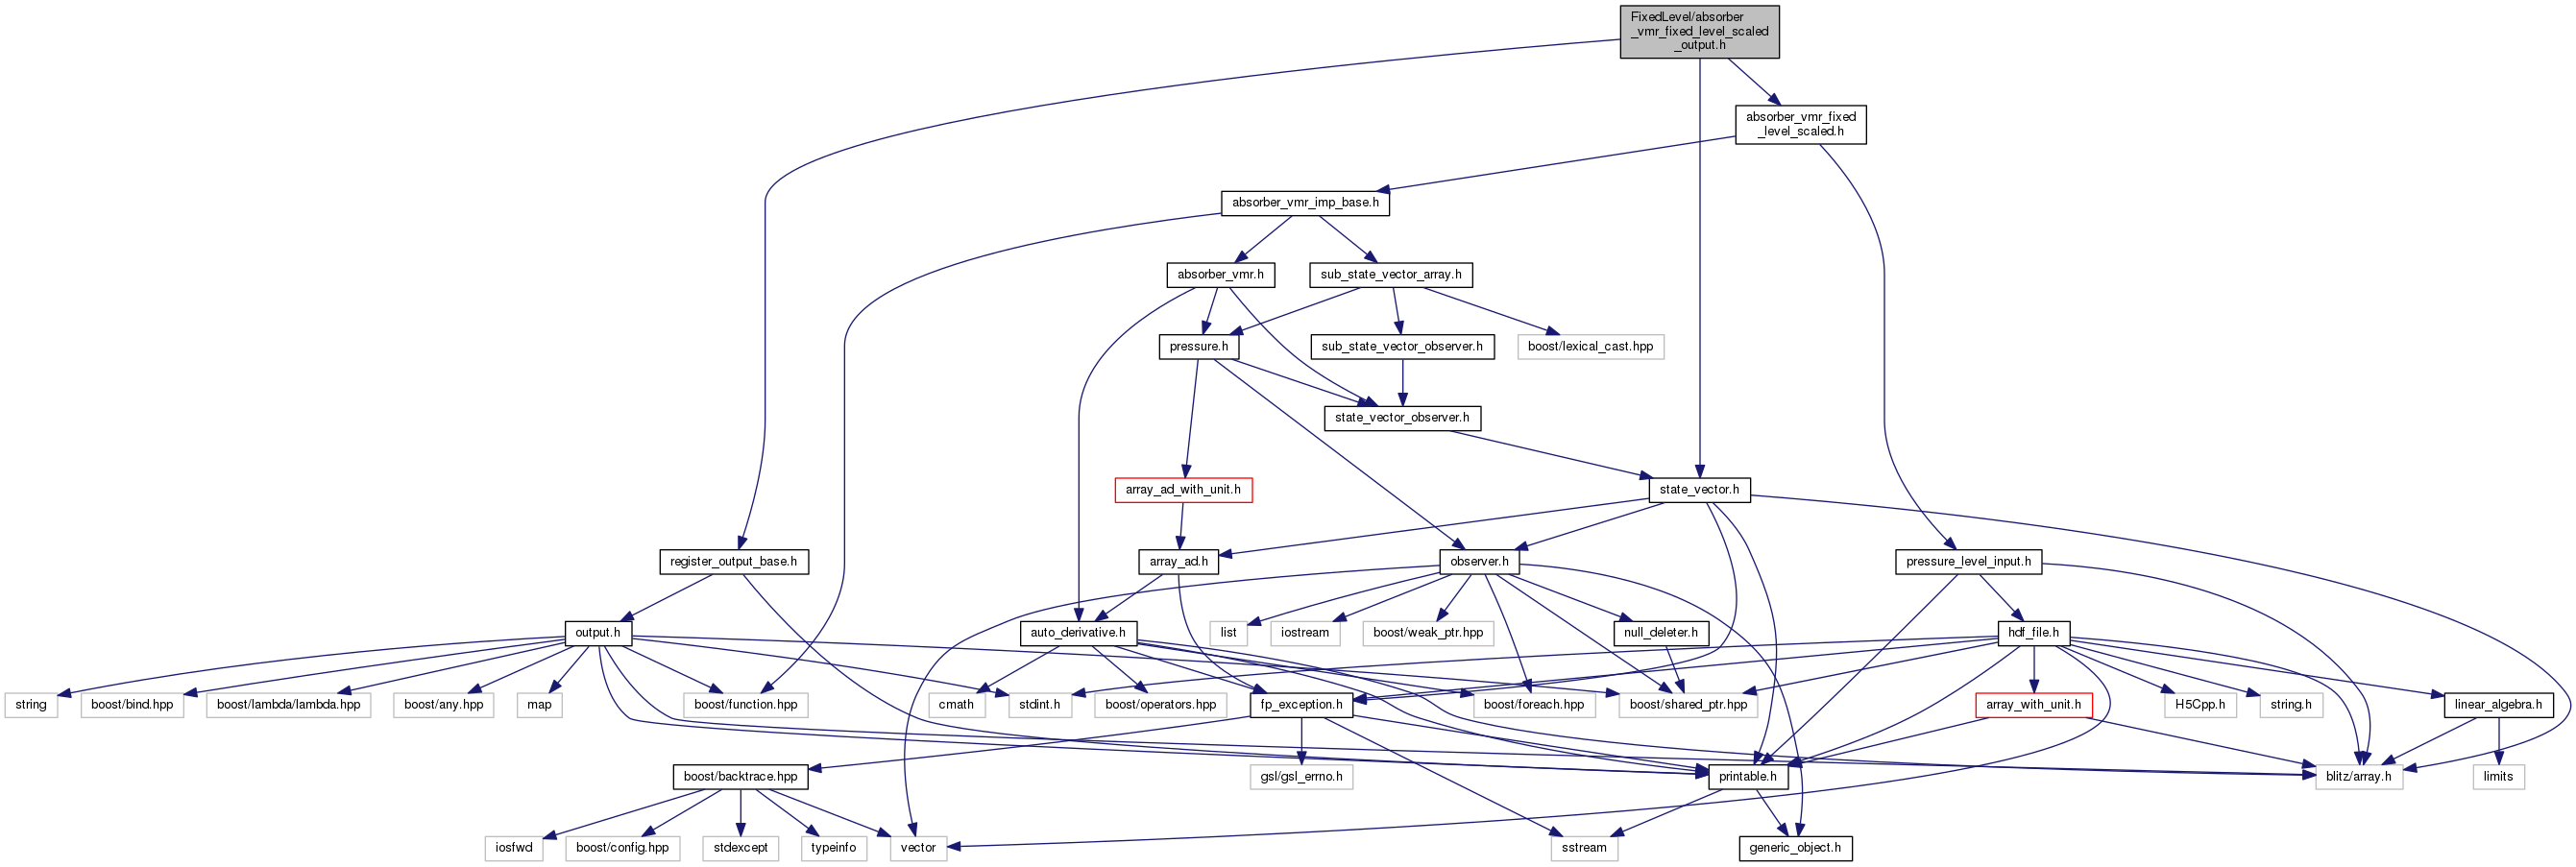 FixedLevel/absorber
_vmr_fixed_level_scaled
_output.h
absorber_vmr_fixed
_level_scaled.h
absorber_vmr_imp_base.h
absorber_vmr.h
sub_state_vector_array.h
pressure.h
sub_state_vector_observer.h
boost/lexical_cast.hpp
state_vector_observer.h
array_ad_with_unit.h
state_vector.h
register_output_base.h
array_ad.h
observer.h
pressure_level_input.h
output.h
auto_derivative.h
list
iostream
boost/weak_ptr.hpp
null_deleter.h
hdf_file.h
string
boost/bind.hpp
boost/lambda/lambda.hpp
boost/any.hpp
map
boost/function.hpp
cmath
stdint.h
boost/operators.hpp
fp_exception.h
boost/foreach.hpp
boost/shared_ptr.hpp
array_with_unit.h
H5Cpp.h
string.h
linear_algebra.h
boost/backtrace.hpp
gsl/gsl_errno.h
printable.h
blitz/array.h
limits
iosfwd
boost/config.hpp
stdexcept
typeinfo
vector
sstream
generic_object.h